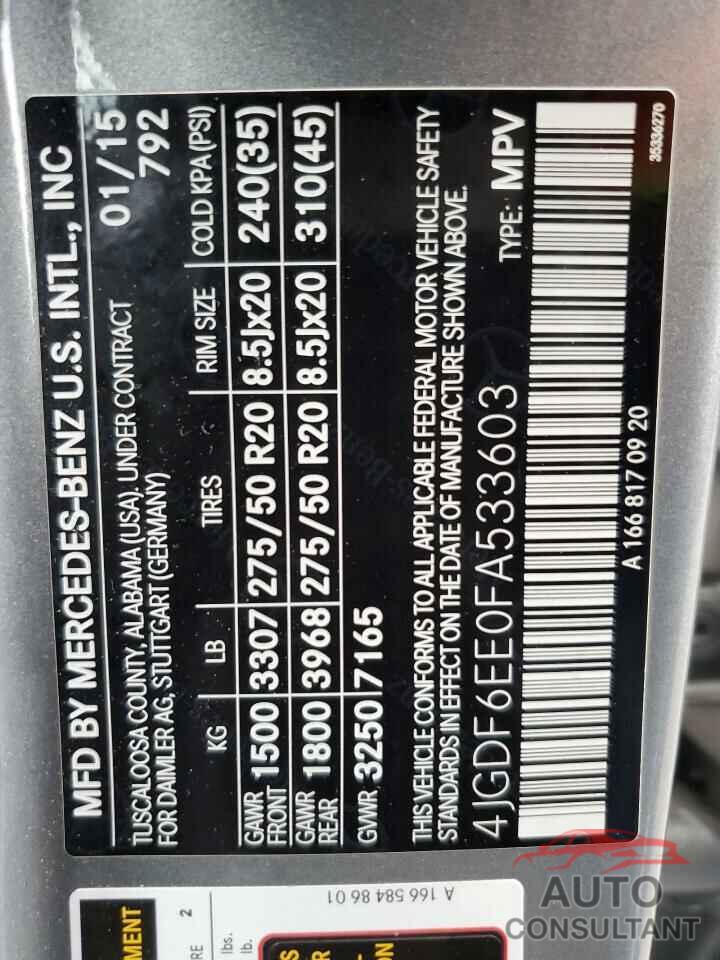 MFD BY MERCEDES-BENZ U.S. INTL., INC
TUSCALOOSA COUNTY, ALABAMA (USA), UNDER CONTRACT
FOR DAIMLER AG, STUTTGART (GERMANY)
01/15
792
KG LB TIRES RIM SIZE COLD KPA(PSI)
GAWR FRONT 1500 3307 275/50 R20 8.5Jx20 240(35)
GAWR REAR 1800 3968 275/50 R20 8.5Jx20 310(45)
GVWR 3250 7165
THIS VEHICLE CONFORMS TO ALL APPLICABLE FEDERAL MOTOR VEHICLE SAFETY
STANDARDS IN EFFECT ON THE DATE OF MANUFACTURE SHOWN ABOVE.
4JGDF6EE0FA533603
TYPE: MPV
A 166 817 09 20
35336270
A 166 584 86 01
MENT
RE 2
lbs.
lb.
S
R
ON
AUTO
CONSULTANT